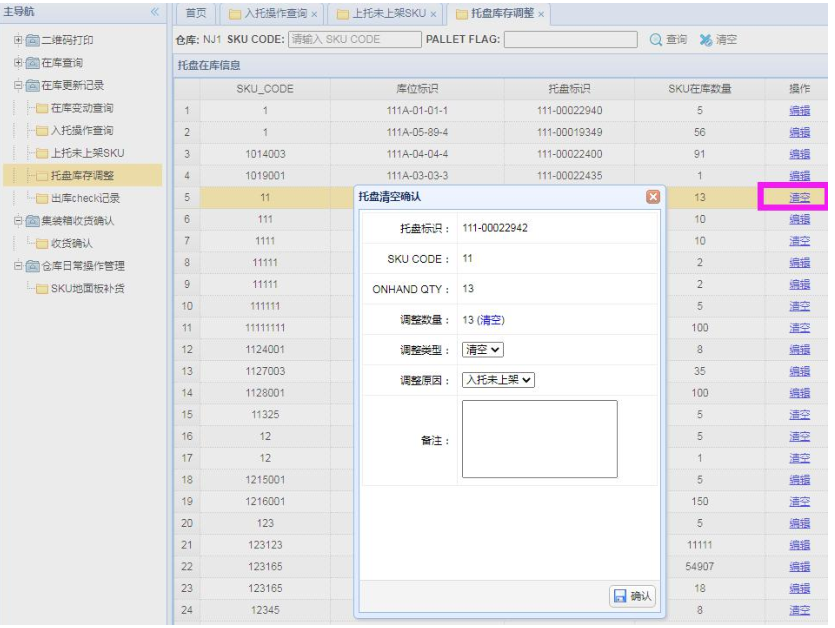 主导航 «
二维码打印
在库查询
在库更新记录
在库变动查询
入托操作查询
上托未上架SKU
托盘库存调整
出库check记录
集装箱收货确认
收货确认
仓库日常操作管理
SKU地面板补货
首页 入托操作查询 × 上托未上架SKU × 托盘库存调整 ×
仓库: NJ1 SKU CODE: 请输入 SKU CODE PALLET FLAG: 查询 清空
托盘在库信息
SKU_CODE 库位标识 托盘标识 SKU在库数量 操作
1 1 111A-01-01-1 111-00022940 5 编辑
2 1 111A-05-89-4 111-00019349 56 编辑
3 1014003 111A-04-04-4 111-00022400 91 编辑
4 1019001 111A-03-03-3 111-00022435 1 编辑
5 11 13 清空
6 111 10 编辑
7 1111 10 清空
8 11111 2 编辑
9 11111 2 编辑
10 111111 5 清空
11 11111111 100 清空
12 1124001 8 编辑
13 1127003 35 编辑
14 1128001 100 编辑
15 11325 5 清空
16 12 5 清空
17 12 1 清空
18 1215001 5 编辑
19 1216001 150 清空
20 123 5 编辑
21 123123 11111 编辑
22 123165 54907 编辑
23 123165 18 编辑
24 12345 8 清空
托盘清空确认
托盘标识： 111-00022942
SKU CODE： 11
ONHAND QTY： 13
调整数量： 13 (清空)
调整类型： 清空
调整原因： 入托未上架
备注：
确认